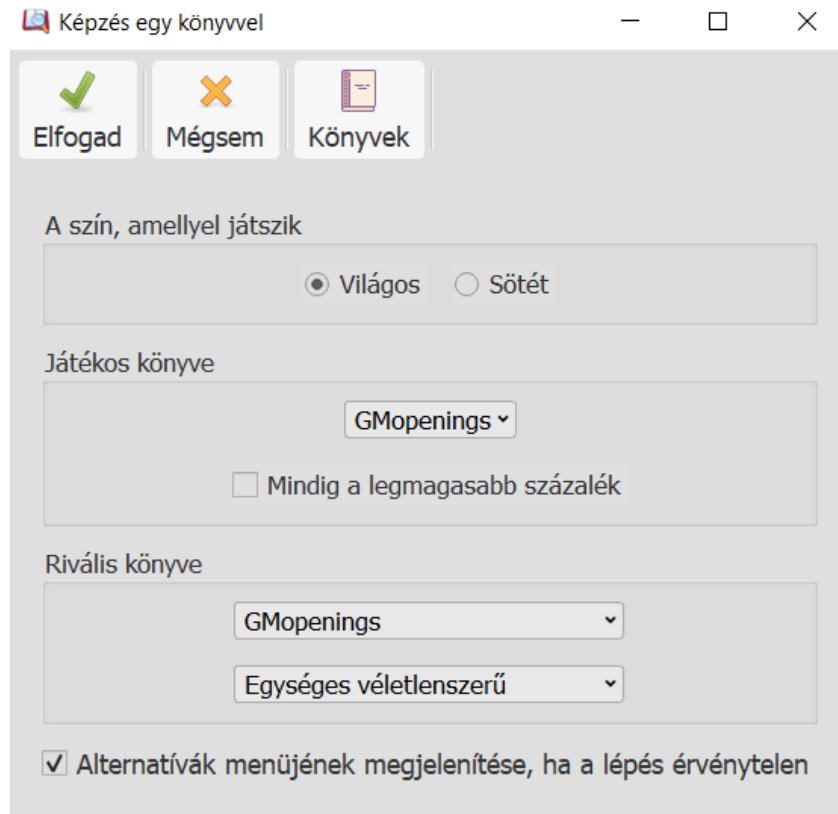 Képzés egy könyvvel
Elfogad Mégsem Könyvek
A szín, amellyel játszik
Világos Sötét
Játékos könyve
GMopenings
Mindig a legmagasabb százalék
Rivális könyve
GMopenings
Egységes véletlenszerű
Alternatívák menüjének megjelenítése, ha a lépés érvénytelen